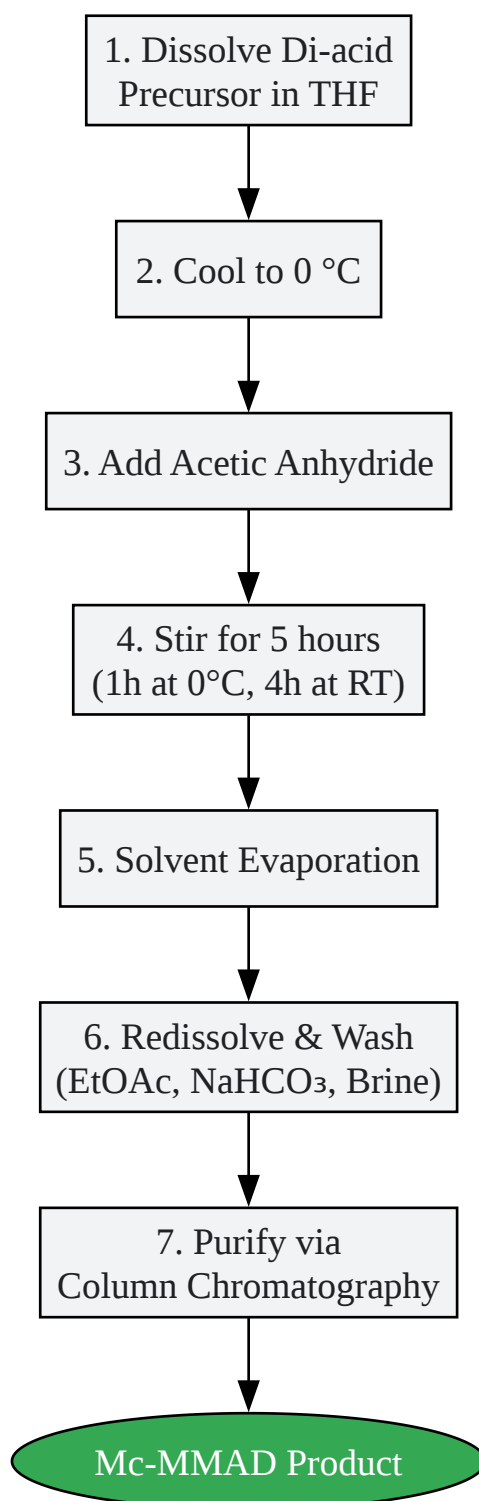 1. Dissolve Di-acid
Precursor in THF
2. Cool to 0 °C
3. Add Acetic Anhydride
4. Stir for 5 hours
(1h at 0°C, 4h at RT)
5. Solvent Evaporation
6. Redissolve & Wash
(EtOAc, NaHCO₃, Brine)
7. Purify via
Column Chromatography
Mc-MMAD Product